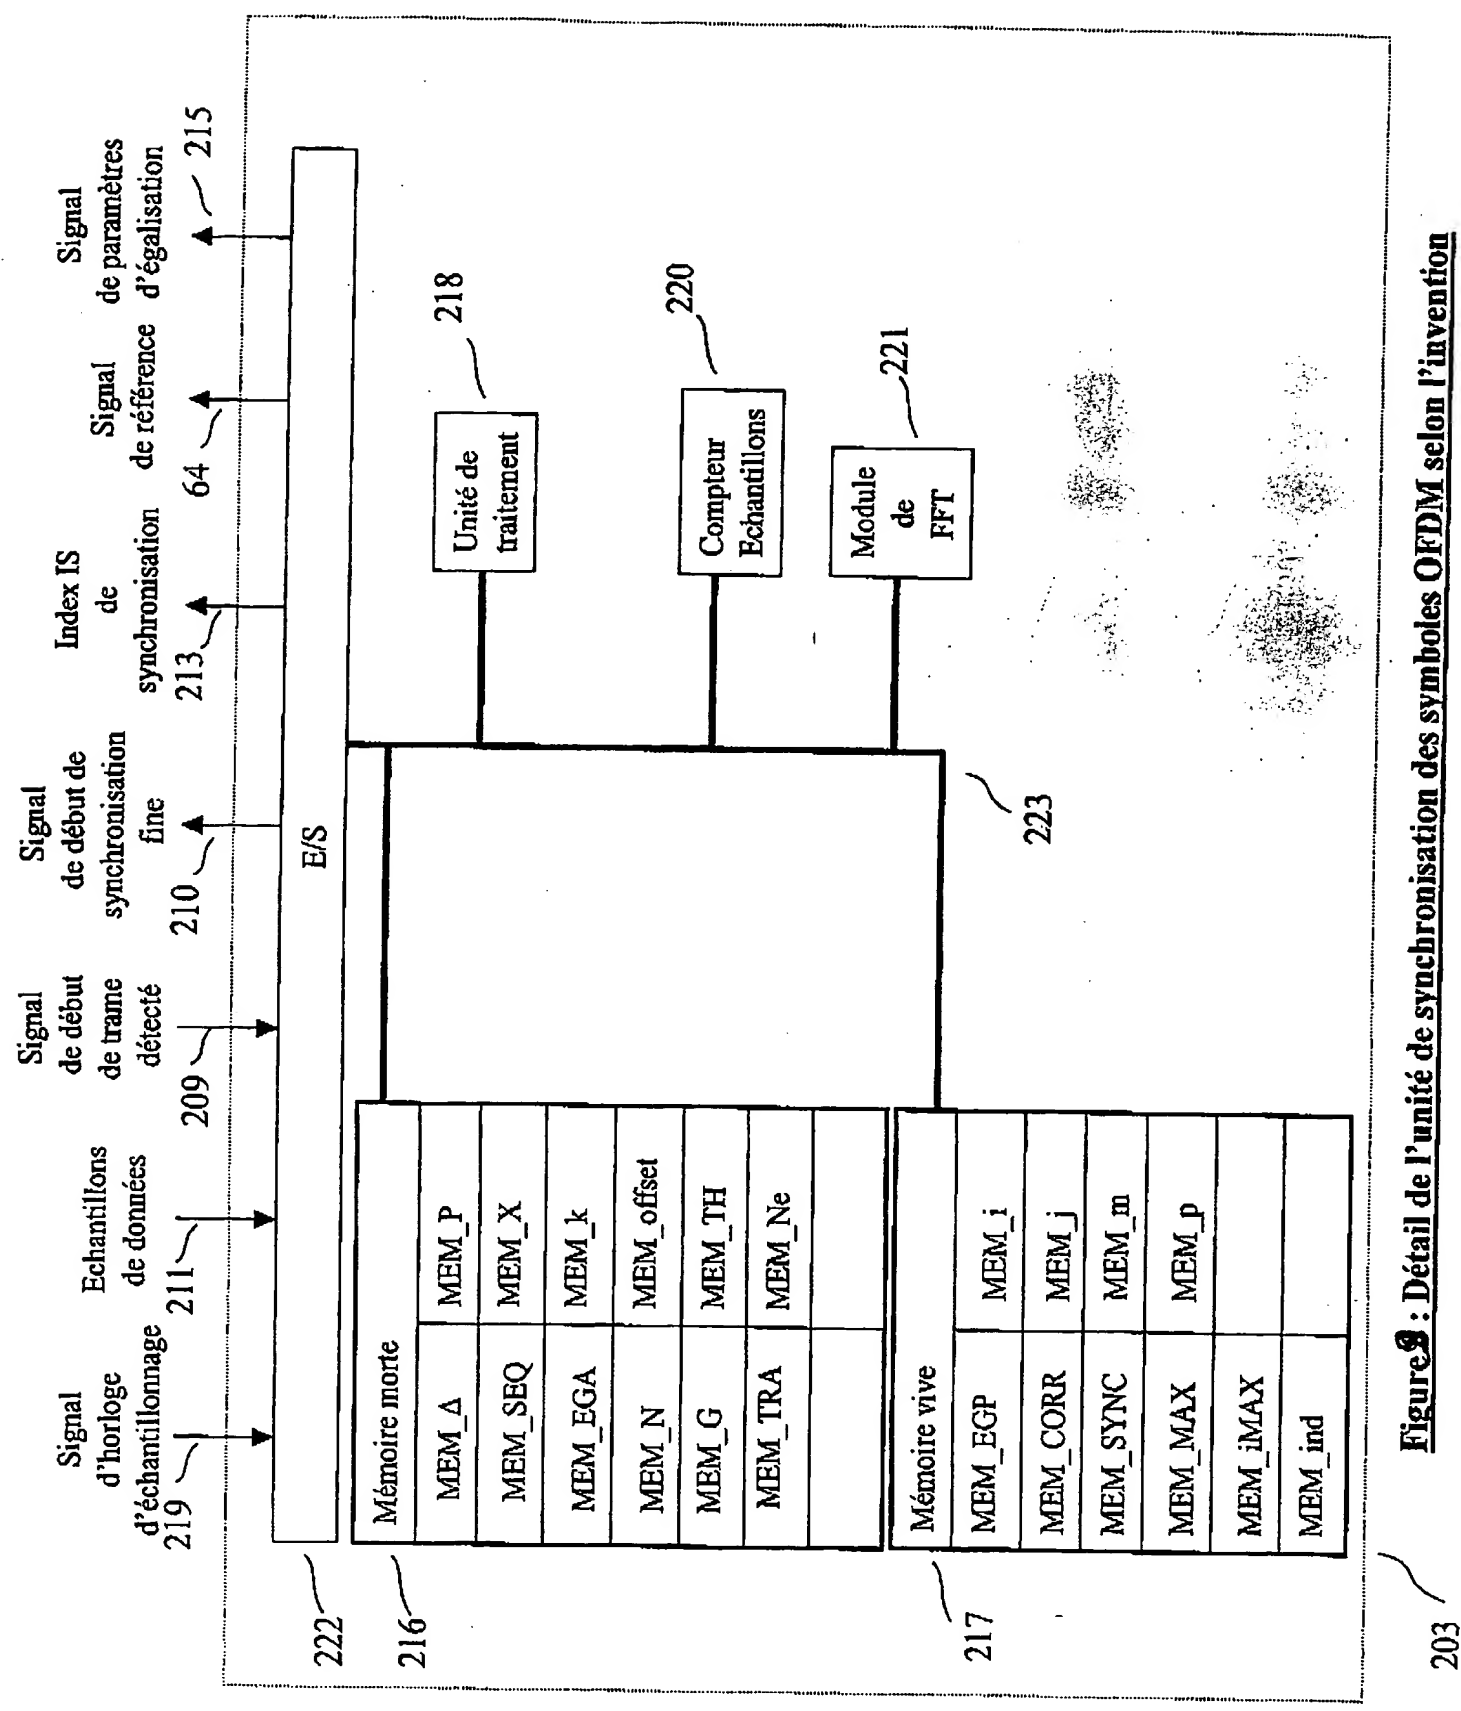 Signal
d'horloge
d'échantillonnage
219
Echantillons
de données
211
Signal
de début
de trame
détecté
209
Signal
de début de
synchronisation
fine
210
Index IS
de
synchronisation
213
Signal
de référence
64
Signal
de paramètres
d'égalisation
215
222
E/S
216
Mémoire morte
MEM_Δ MEM_P
MEM_SEQ MEM_X
MEM_EGA MEM_k
MEM_N MEM_offset
MEM_G MEM_TH
MEM_TRA MEM_Ne
217
Mémoire vive
MEM_EGP MEM_i
MEM_CORR MEM_j
MEM_SYNC MEM_m
MEM_MAX MEM_p
MEM_iMAX
MEM_ind
Unité de
traitement
218
Compteur
Echantillons
220
Module
de
FFT
221
223
203
Figure : Détail de l'unité de synchronisation des symboles OFDM selon l'invention